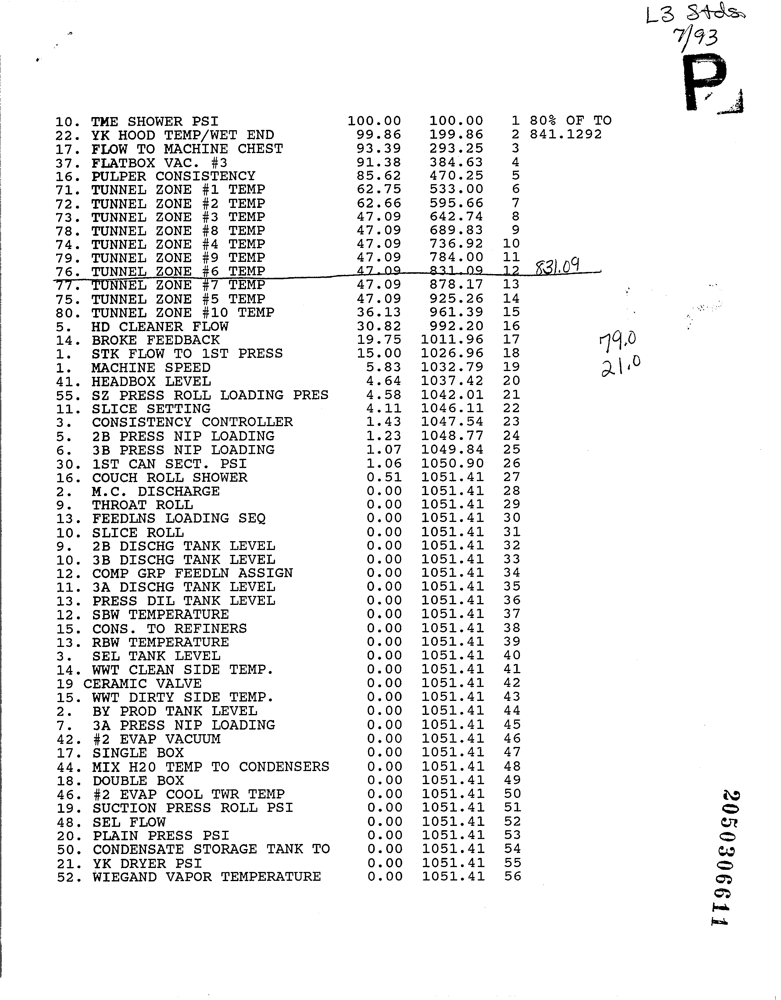 L3 Stds
7/93
P
10. TME SHOWER PSI 100.00 100.00 1 80% OF TO
22. YK HOOD TEMP/WET END 99.86 199.86 2 841.1292
17. FLOW TO MACHINE CHEST 93.39 293.25 3
37. FLATBOX VAC. #3 91.38 384.63 4
16. PULPER CONSISTENCY 85.62 470.25 5
71. TUNNEL ZONE #1 TEMP 62.75 533.00 6
72. TUNNEL ZONE #2 TEMP 62.66 595.66 7
73. TUNNEL ZONE #3 TEMP 47.09 642.74 8
78. TUNNEL ZONE #8 TEMP 47.09 689.83 9
74. TUNNEL ZONE #4 TEMP 47.09 736.92 10
79. TUNNEL ZONE #9 TEMP 47.09 784.00 11
76. TUNNEL ZONE #6 TEMP 47.09 831.09 12 831.09
77. TUNNEL ZONE #7 TEMP 47.09 878.17 13
75. TUNNEL ZONE #5 TEMP 47.09 925.26 14
80. TUNNEL ZONE #10 TEMP 36.13 961.39 15
5. HD CLEANER FLOW 30.82 992.20 16
14. BROKE FEEDBACK 19.75 1011.96 17 79.0
1. STK FLOW TO 1ST PRESS 15.00 1026.96 18
1. MACHINE SPEED 5.83 1032.79 19 21.0
41. HEADBOX LEVEL 4.64 1037.42 20
55. SZ PRESS ROLL LOADING PRES 4.58 1042.01 21
11. SLICE SETTING 4.11 1046.11 22
3. CONSISTENCY CONTROLLER 1.43 1047.54 23
5. 2B PRESS NIP LOADING 1.23 1048.77 24
6. 3B PRESS NIP LOADING 1.07 1049.84 25
30. 1ST CAN SECT. PSI 1.06 1050.90 26
16. COUCH ROLL SHOWER 0.51 1051.41 27
2. M.C. DISCHARGE 0.00 1051.41 28
9. THROAT ROLL 0.00 1051.41 29
13. FEEDLNS LOADING SEQ 0.00 1051.41 30
10. SLICE ROLL 0.00 1051.41 31
9. 2B DISCHG TANK LEVEL 0.00 1051.41 32
10. 3B DISCHG TANK LEVEL 0.00 1051.41 33
12. COMP GRP FEEDLN ASSIGN 0.00 1051.41 34
11. 3A DISCHG TANK LEVEL 0.00 1051.41 35
13. PRESS DIL TANK LEVEL 0.00 1051.41 36
12. SBW TEMPERATURE 0.00 1051.41 37
15. CONS. TO REFINERS 0.00 1051.41 38
13. RBW TEMPERATURE 0.00 1051.41 39
3. SEL TANK LEVEL 0.00 1051.41 40
14. WWT CLEAN SIDE TEMP. 0.00 1051.41 41
19 CERAMIC VALVE 0.00 1051.41 42
15. WWT DIRTY SIDE TEMP. 0.00 1051.41 43
2. BY PROD TANK LEVEL 0.00 1051.41 44
7. 3A PRESS NIP LOADING 0.00 1051.41 45
42. #2 EVAP VACUUM 0.00 1051.41 46
17. SINGLE BOX 0.00 1051.41 47
44. MIX H20 TEMP TO CONDENSERS 0.00 1051.41 48
18. DOUBLE BOX 0.00 1051.41 49
46. #2 EVAP COOL TWR TEMP 0.00 1051.41 50
19. SUCTION PRESS ROLL PSI 0.00 1051.41 51
48. SEL FLOW 0.00 1051.41 52
20. PLAIN PRESS PSI 0.00 1051.41 53
50. CONDENSATE STORAGE TANK TO 0.00 1051.41 54
21. YK DRYER PSI 0.00 1051.41 55
52. WIEGAND VAPOR TEMPERATURE 0.00 1051.41 56
2050306611